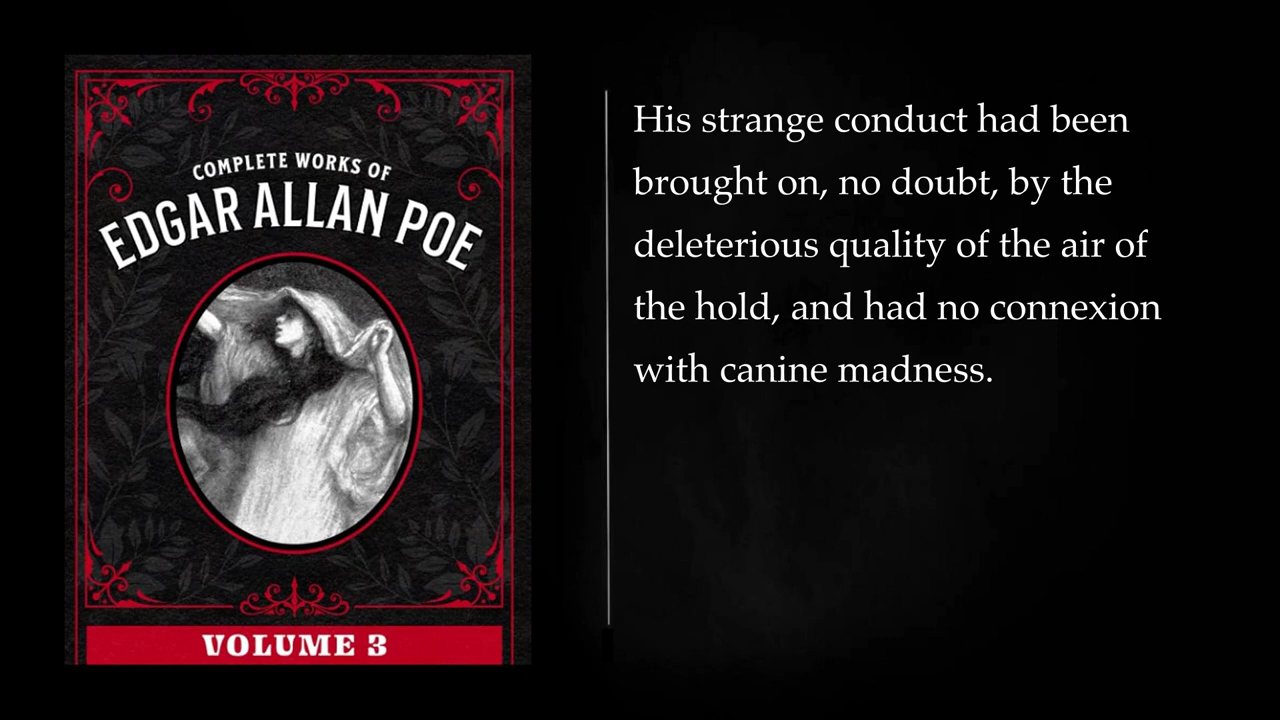 COMPLETE WORKS OF
EDGAR ALLAN POE
VOLUME 3
His strange conduct had been
brought on, no doubt, by the
deleterious quality of the air of
the hold, and had no connexion
with canine madness.